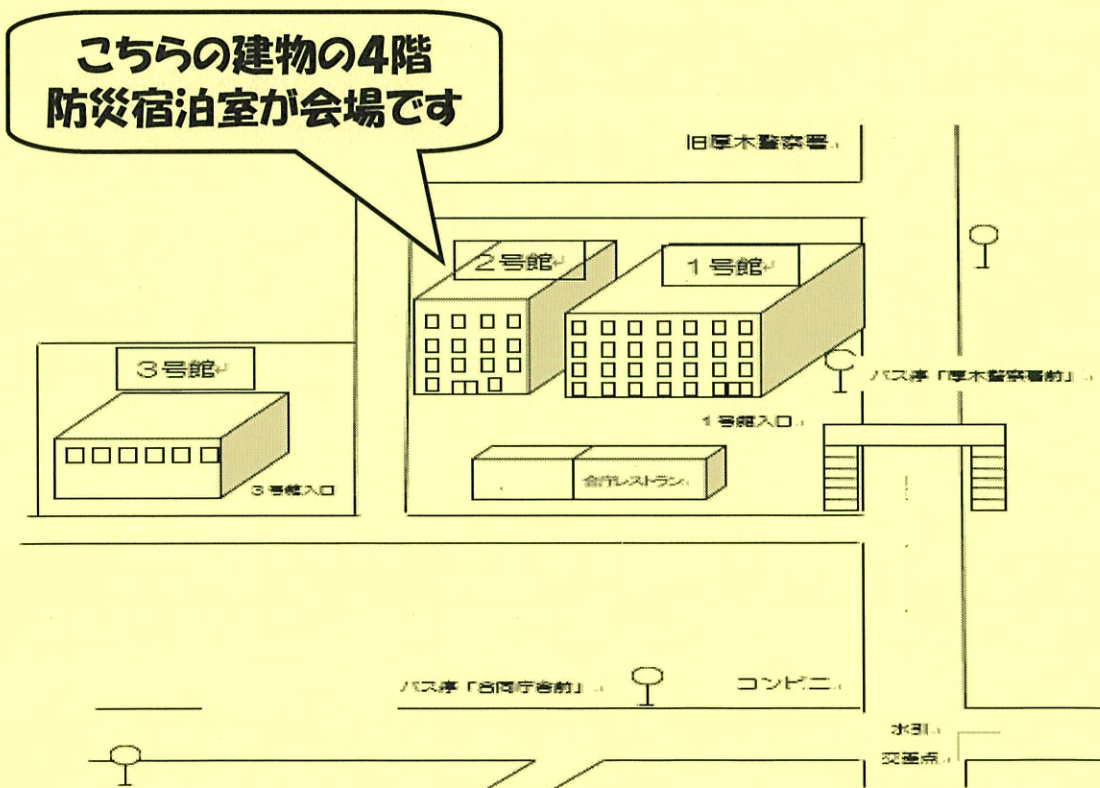 こちらの建物の4階
防災宿泊室が会場です
旧厚木警察署
2号館
1号館
3号館
バス停「厚木警察署前」
1号館入口
合庁レストラン
3号館入口
バス停「合同庁舎前」
コンビニ
水引
交差点